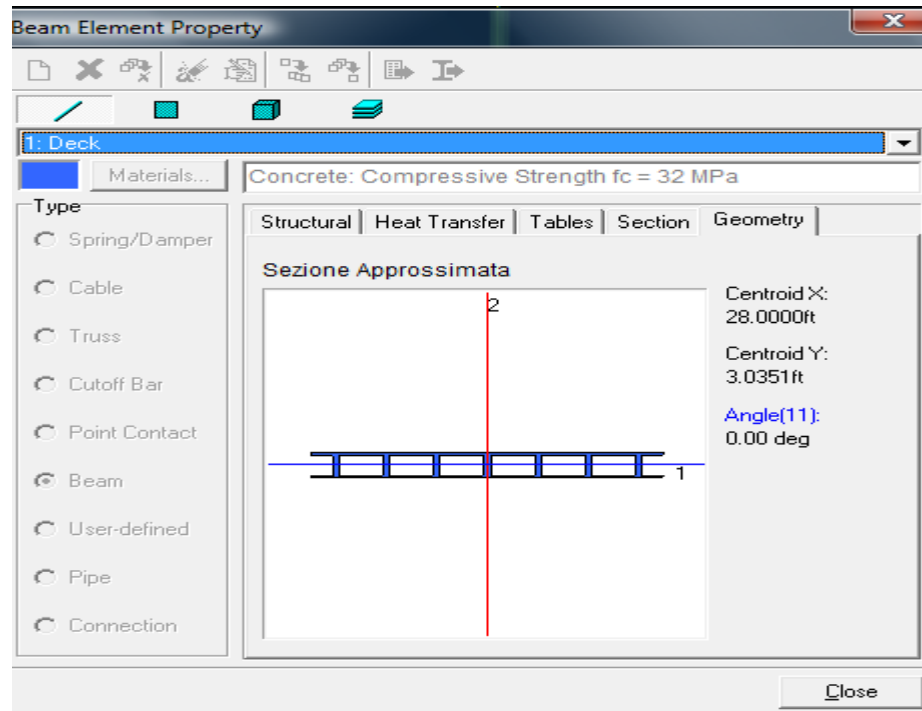 Beam Element Property
1: Deck
Materials...
Concrete: Compressive Strength fc = 32 MPa
Type
Spring/Damper
Cable
Truss
Cutoff Bar
Point Contact
Beam
User-defined
Pipe
Connection
Structural
Heat Transfer
Tables
Section
Geometry
Sezione Approssimata
2
1
Centroid X:
28.0000ft
Centroid Y:
3.0351ft
Angle(11):
0.00 deg
Close